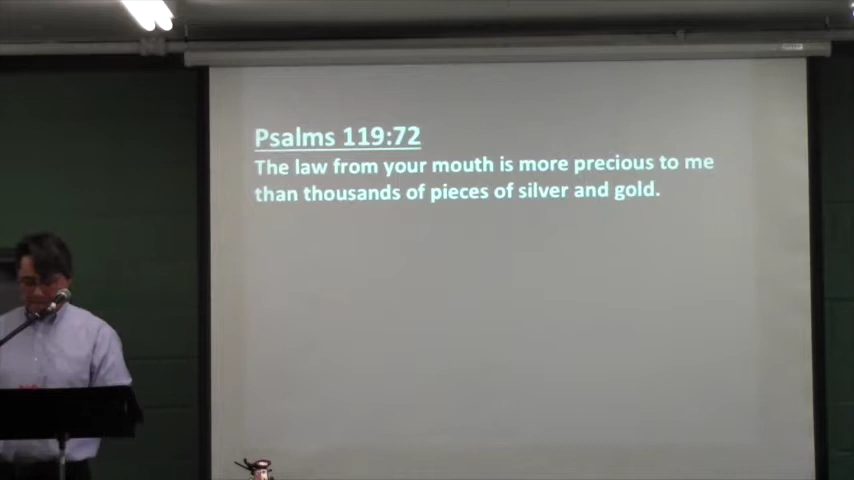 Psalms 119:72
The law from your mouth is more precious to me
than thousands of pieces of silver and gold.